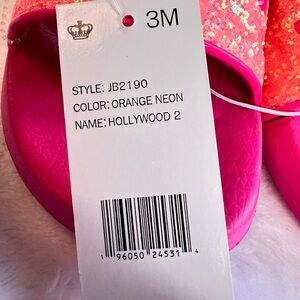 3M
STYLE: JB2190
COLOR: ORANGE NEON
NAME: HOLLYWOOD 2
1 96050 24531 4